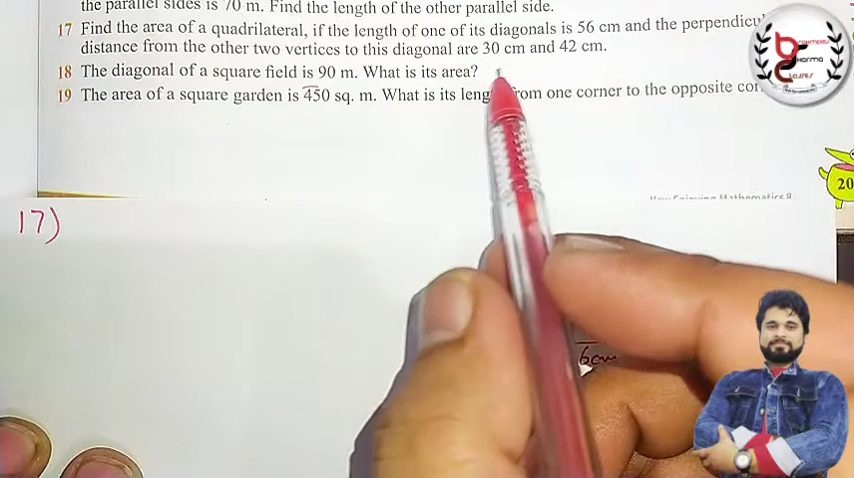 the parallel sides is 70 m. Find the length of the other parallel side.
17 Find the area of a quadrilateral, if the length of one of its diagonals is 56 cm and the
distance from the other two vertices to this diagonal are 30 cm and 42 cm.
18 The diagonal of a square field is 90 m. What is its area?
19 The area of a square garden is 450 sq. m. What is its from one corner to the opposite
20
17)
6cm